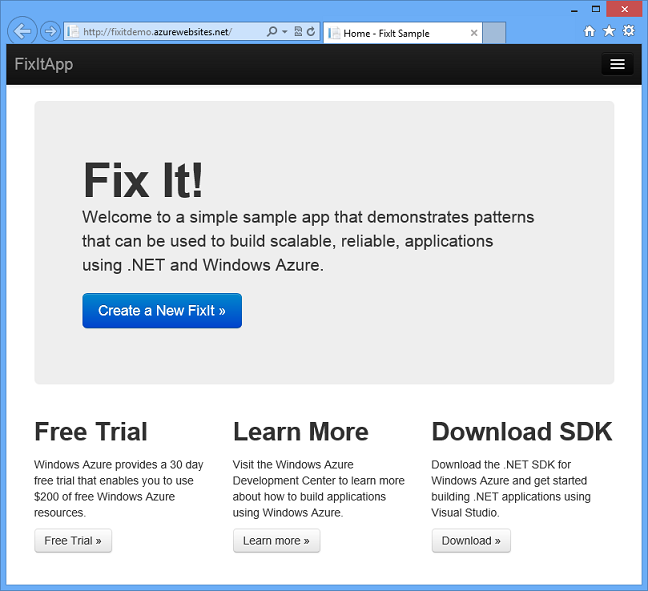 http://fixitdemo.azurewebsites.net/
Home - FixIt Sample
FixItApp
Fix It!
Welcome to a simple sample app that demonstrates patterns
that can be used to build scalable, reliable, applications
using .NET and Windows Azure.
Create a New FixIt »
Free Trial
Windows Azure provides a 30 day
free trial that enables you to use
$200 of free Windows Azure
resources.
Free Trial »
Learn More
Visit the Windows Azure
Development Center to learn more
about how to build applications
using Windows Azure.
Learn more »
Download SDK
Download the .NET SDK for
Windows Azure and get started
building .NET applications using
Visual Studio.
Download »